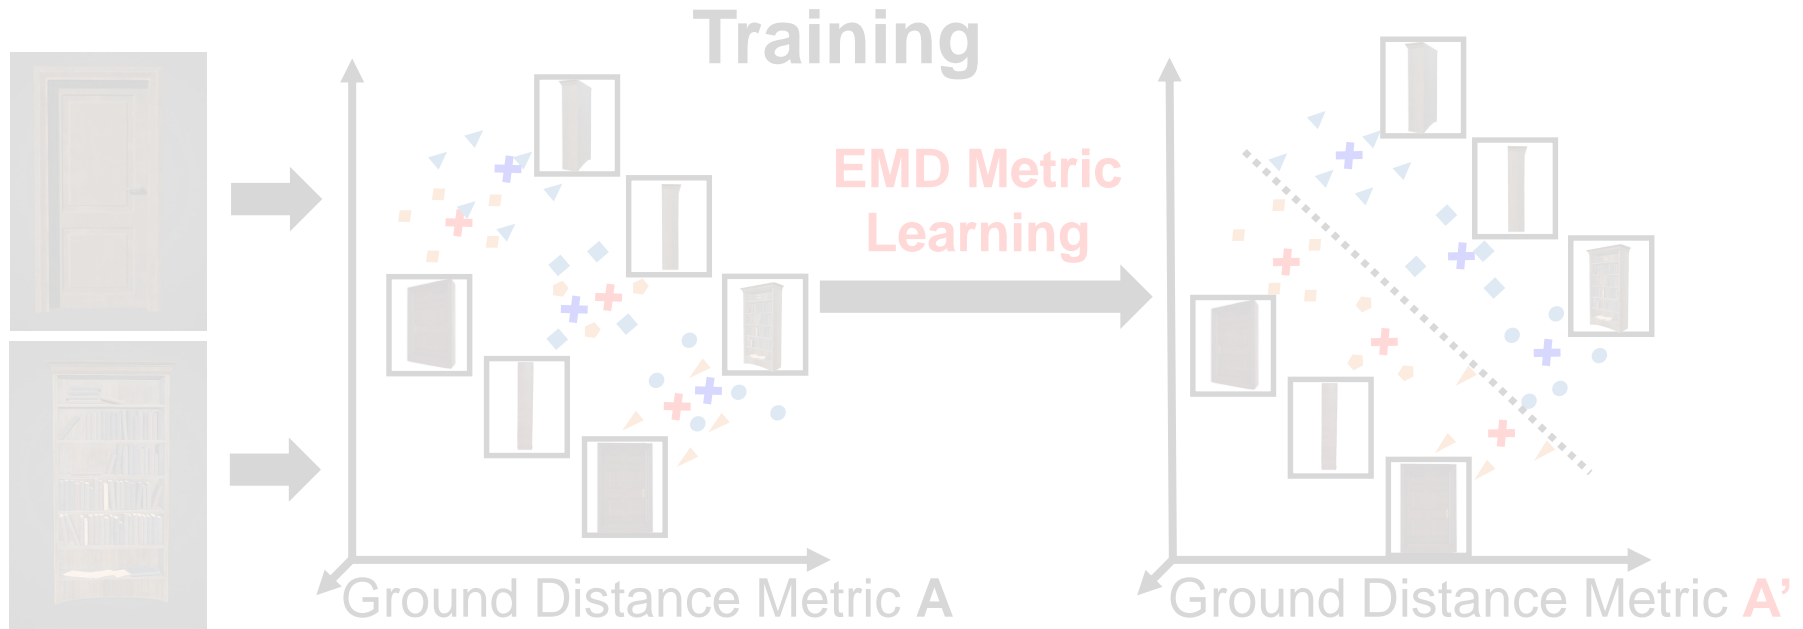 Training
EMD Metric
Learning
Ground Distance Metric A
Ground Distance Metric A’